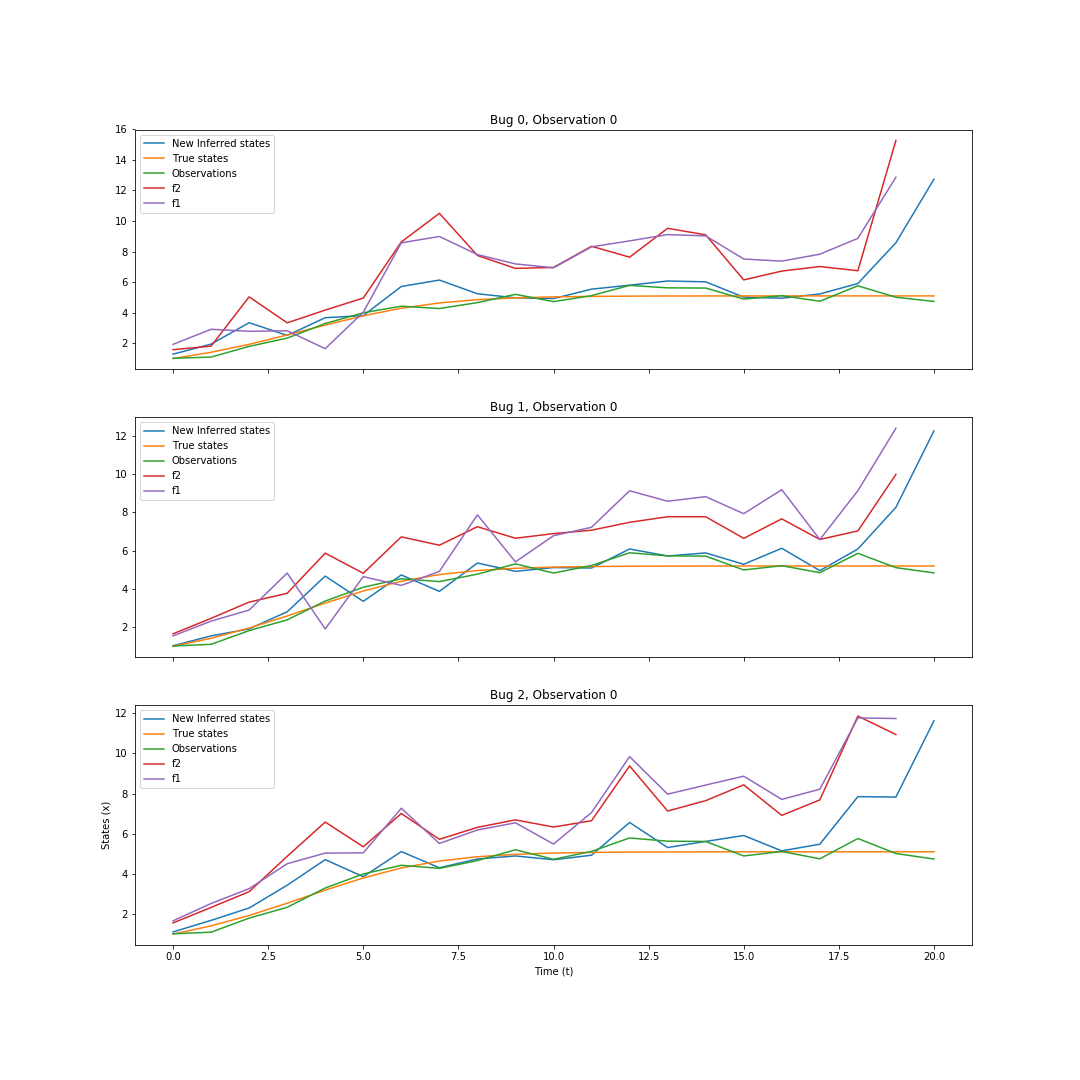 Bug 0, Observation 0
16
14
12
10
8
6
4
2
New Inferred states
True states
Observations
f2
f1
Bug 1, Observation 0
12
10
8
6
4
2
New Inferred states
True states
Observations
f2
f1
Bug 2, Observation 0
12
10
8
6
4
2
States (x)
New Inferred states
True states
Observations
f2
f1
0.0 2.5 5.0 7.5 10.0 12.5 15.0 17.5 20.0
Time (t)